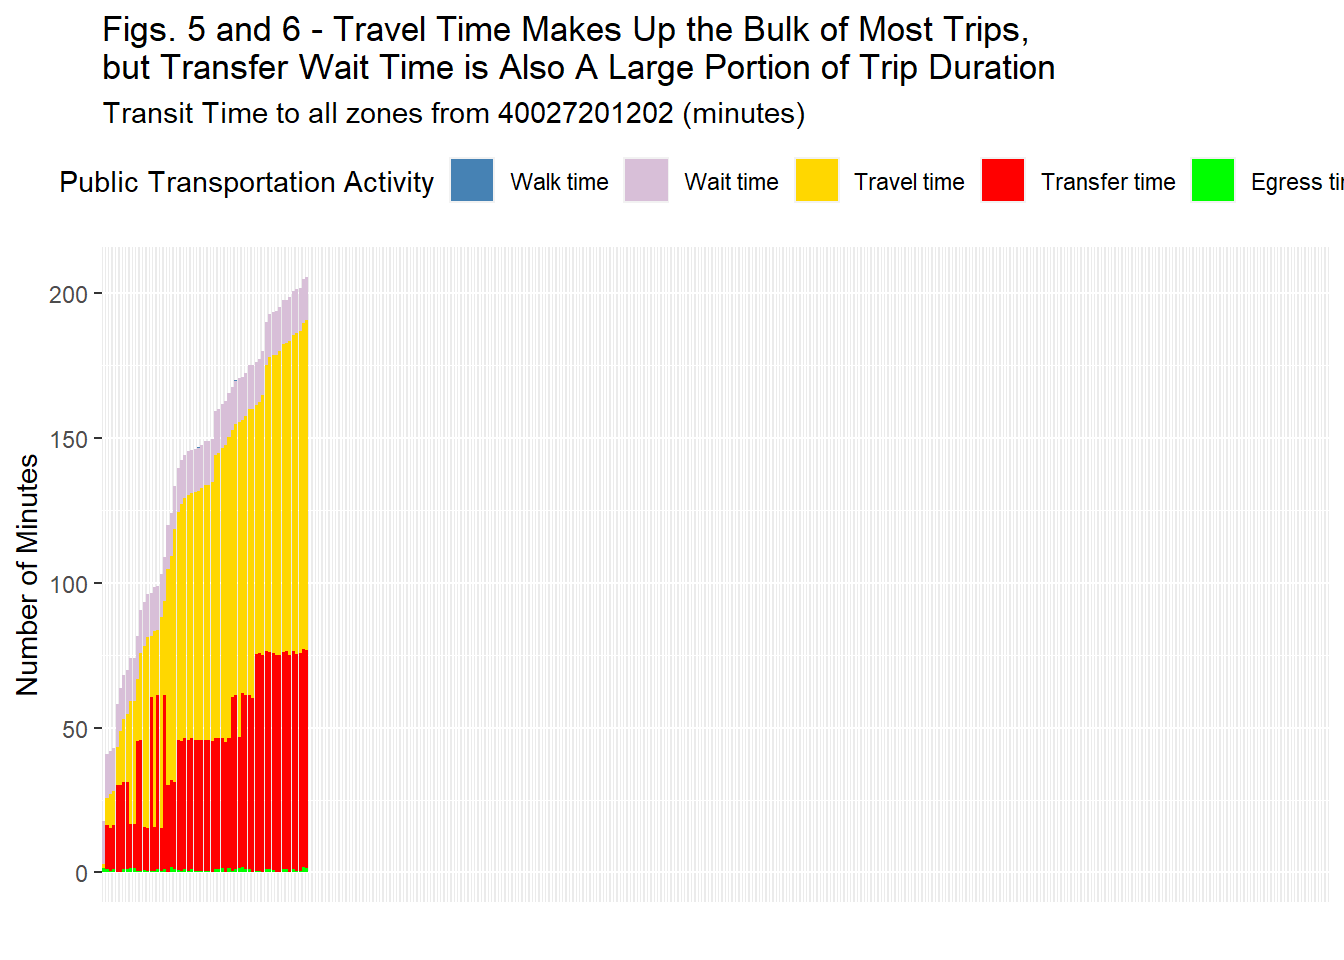 Figs. 5 and 6 - Travel Time Makes Up the Bulk of Most Trips,
but Transfer Wait Time is Also A Large Portion of Trip Duration
Transit Time to all zones from 40027201202 (minutes)
Public Transportation Activity Walk time Wait time Travel time Transfer time Egress
200
150
100
50
0
Number of Minutes